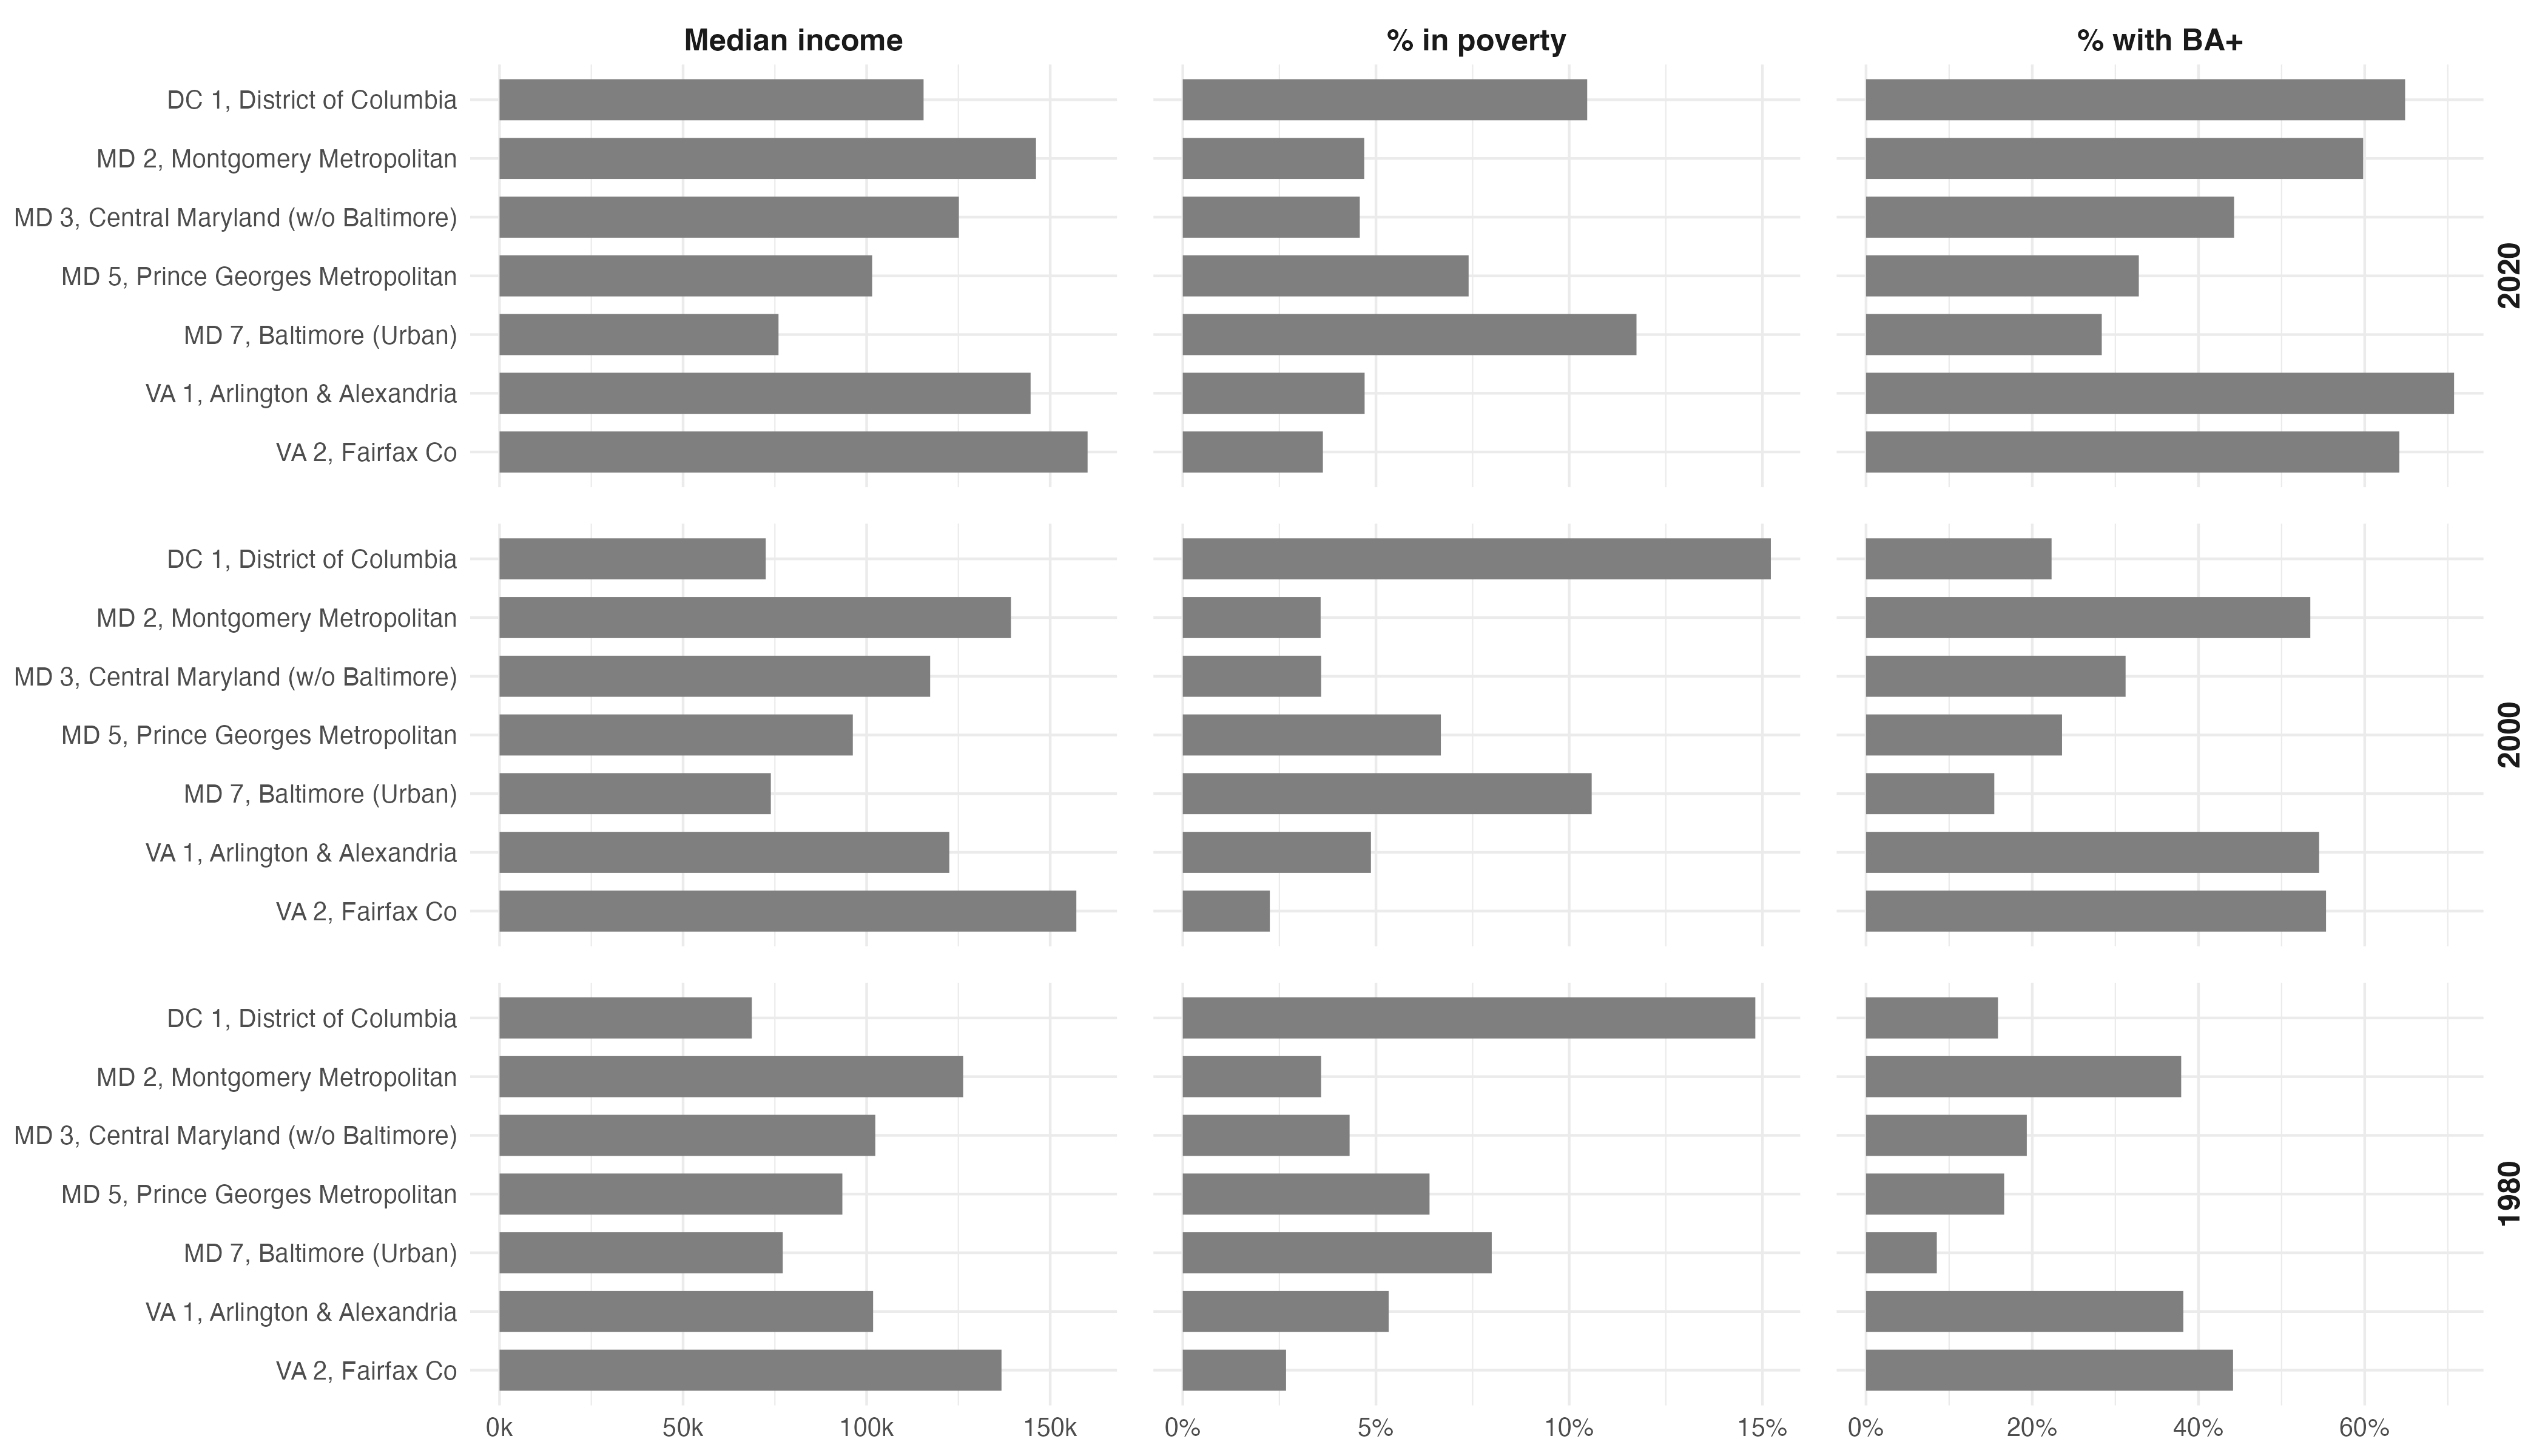 Median income % in poverty % with BA+
DC 1, District of Columbia
MD 2, Montgomery Metropolitan
MD 3, Central Maryland (w/o Baltimore)
MD 5, Prince Georges Metropolitan
MD 7, Baltimore (Urban)
VA 1, Arlington & Alexandria
VA 2, Fairfax Co
2020
DC 1, District of Columbia
MD 2, Montgomery Metropolitan
MD 3, Central Maryland (w/o Baltimore)
MD 5, Prince Georges Metropolitan
MD 7, Baltimore (Urban)
VA 1, Arlington & Alexandria
VA 2, Fairfax Co
2000
DC 1, District of Columbia
MD 2, Montgomery Metropolitan
MD 3, Central Maryland (w/o Baltimore)
MD 5, Prince Georges Metropolitan
MD 7, Baltimore (Urban)
VA 1, Arlington & Alexandria
VA 2, Fairfax Co
1980
0k 50k 100k 150k 0% 5% 10% 15% 0% 20% 40% 60%